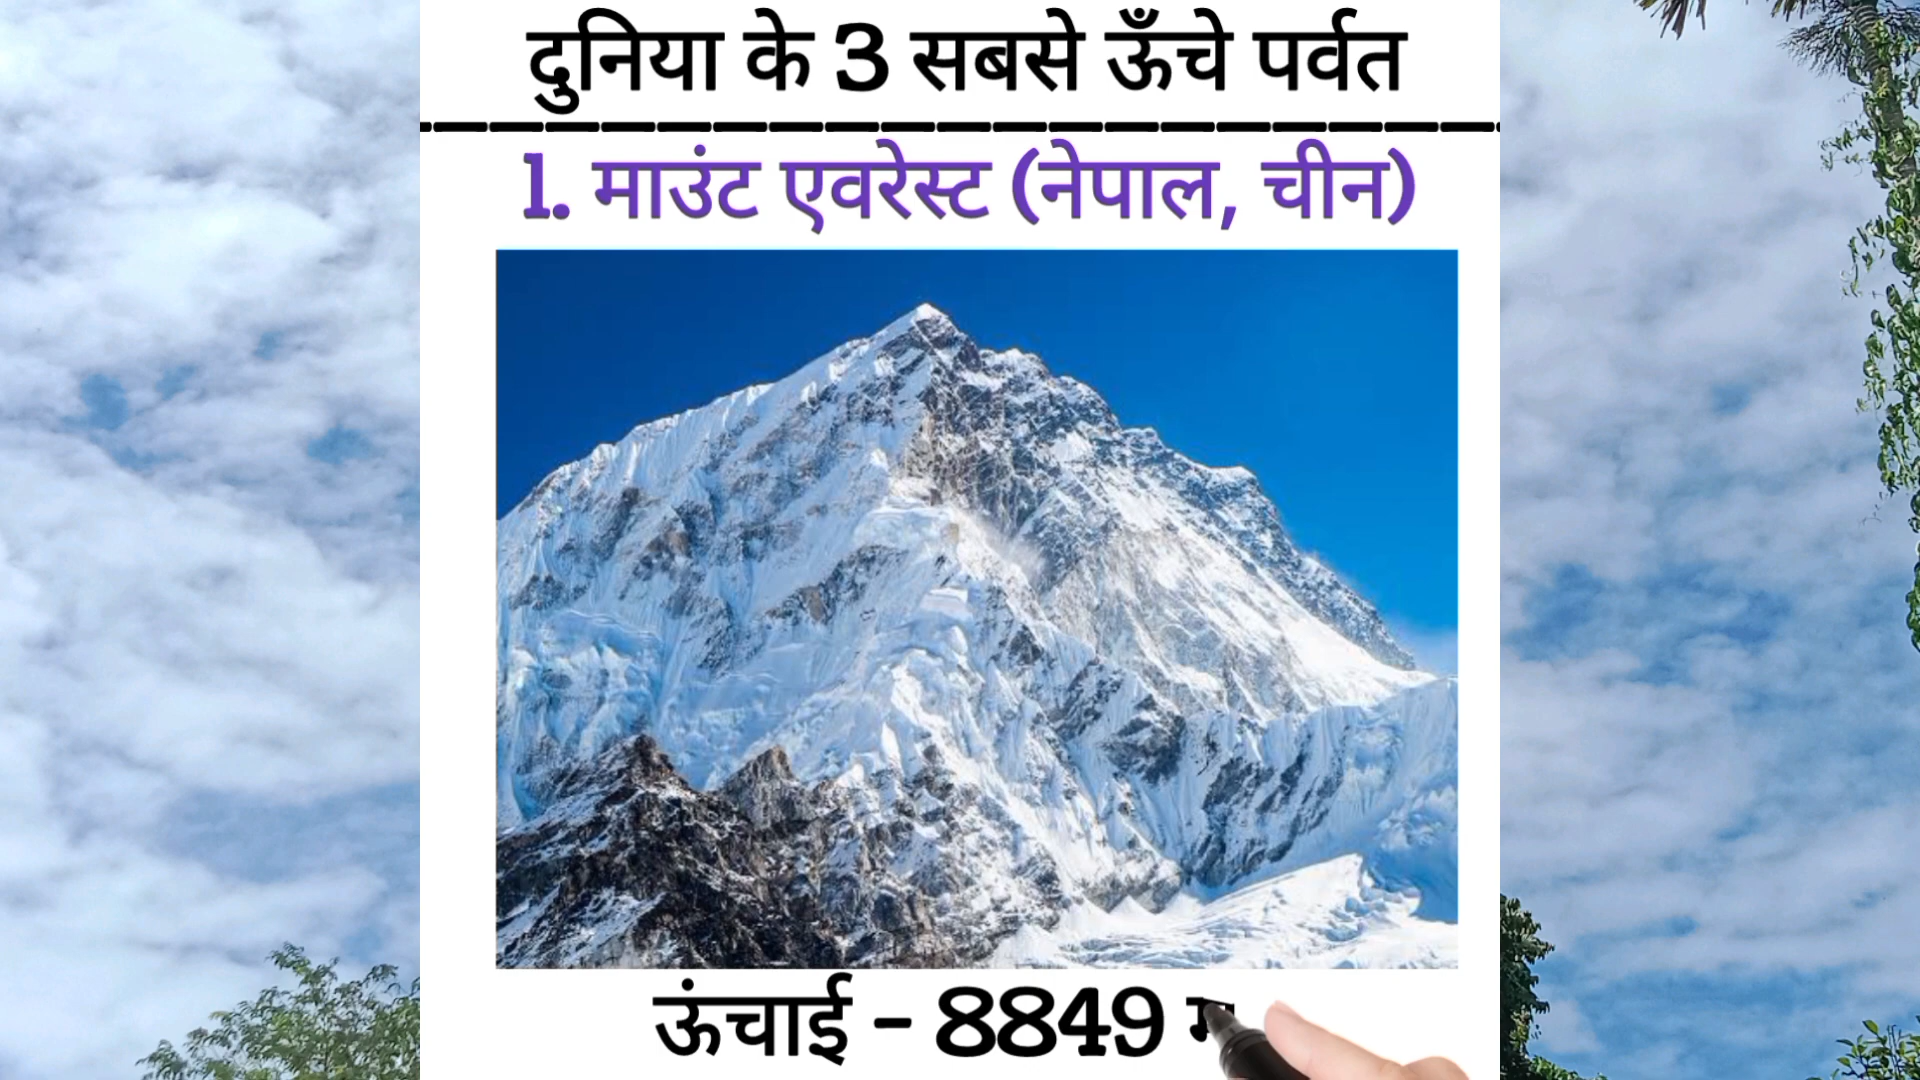 दुनिया के 3 सबसे ऊँचे पर्वत
1. माउंट एवरेस्ट (नेपाल, चीन)
ऊंचाई - 8849